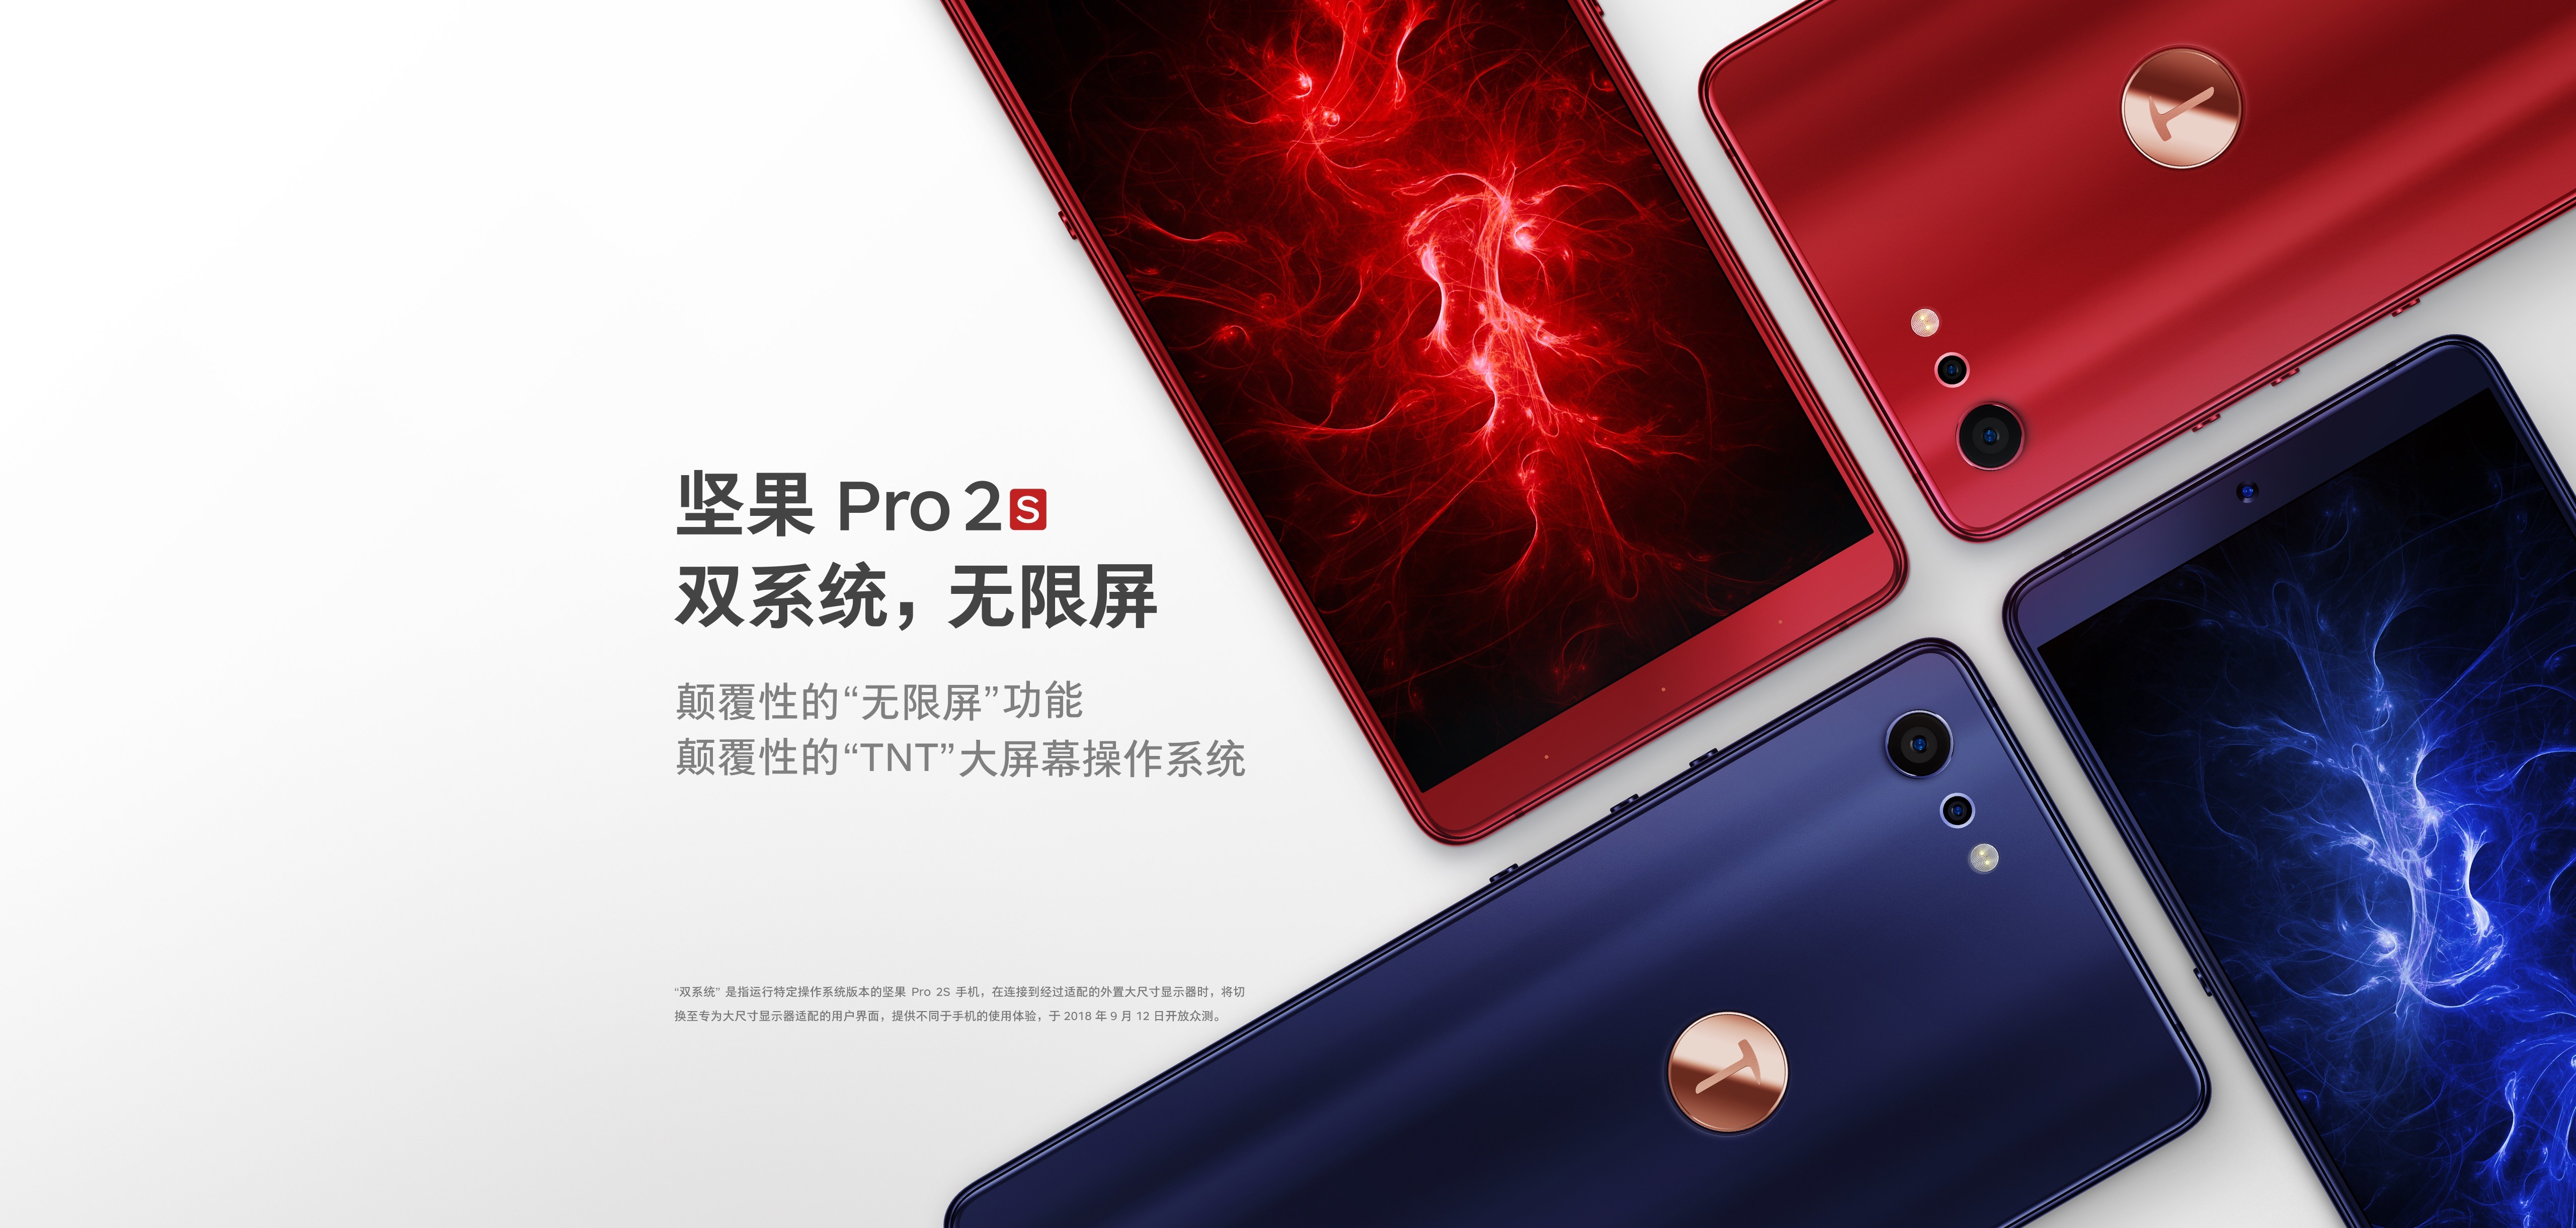 坚果 Pro 2S
双系统，无限屏
颠覆性的“无限屏”功能
颠覆性的“TNT”大屏幕操作系统
“双系统” 是指运行特定操作系统版本的坚果 Pro 2S 手机，在连接到经过适配的外置大尺寸显示器时，将切
换至专为大尺寸显示器适配的用户界面，提供不同于手机的使用体验，于 2018 年 9 月 12 日开放众测。